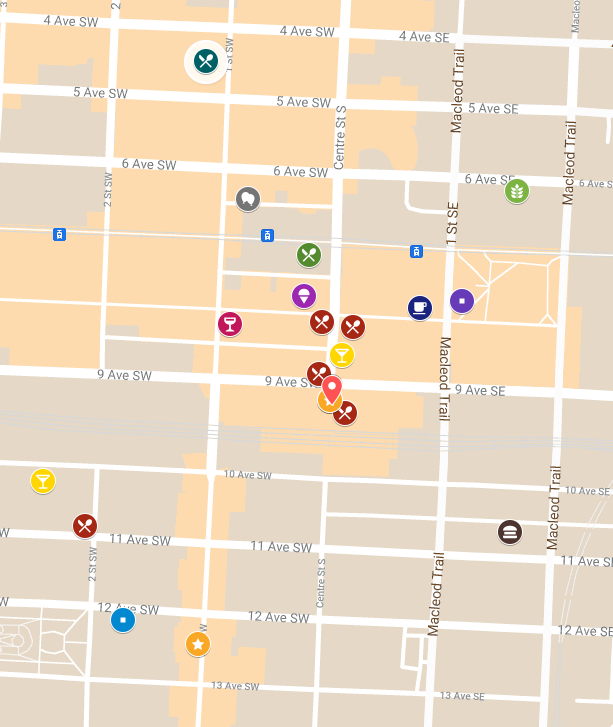 2
Macleod
4 Ave SW
4 Ave SW
4 Ave SE
1 st SW
Macleod Trail
5 Ave SW
5 Ave SW
5 Ave SE
Centre St S
Macleod Trail
6 Ave SW
6 Ave SW
6 Ave SE
6 Ave S
2 St SW
1 St SE
Macleod Trail
9 Ave SW
9 Ave SW
9 Ave SE
10 Ave SW
10 Ave SE
Macleod Trail
W
11 Ave SW
11 Ave SW
11 Ave SE
2 St SW
Centre St S
Macleod Trail
W
12 Ave SW
12 Ave SW
12 Ave SE
W
13 Ave SW
13 Ave SE